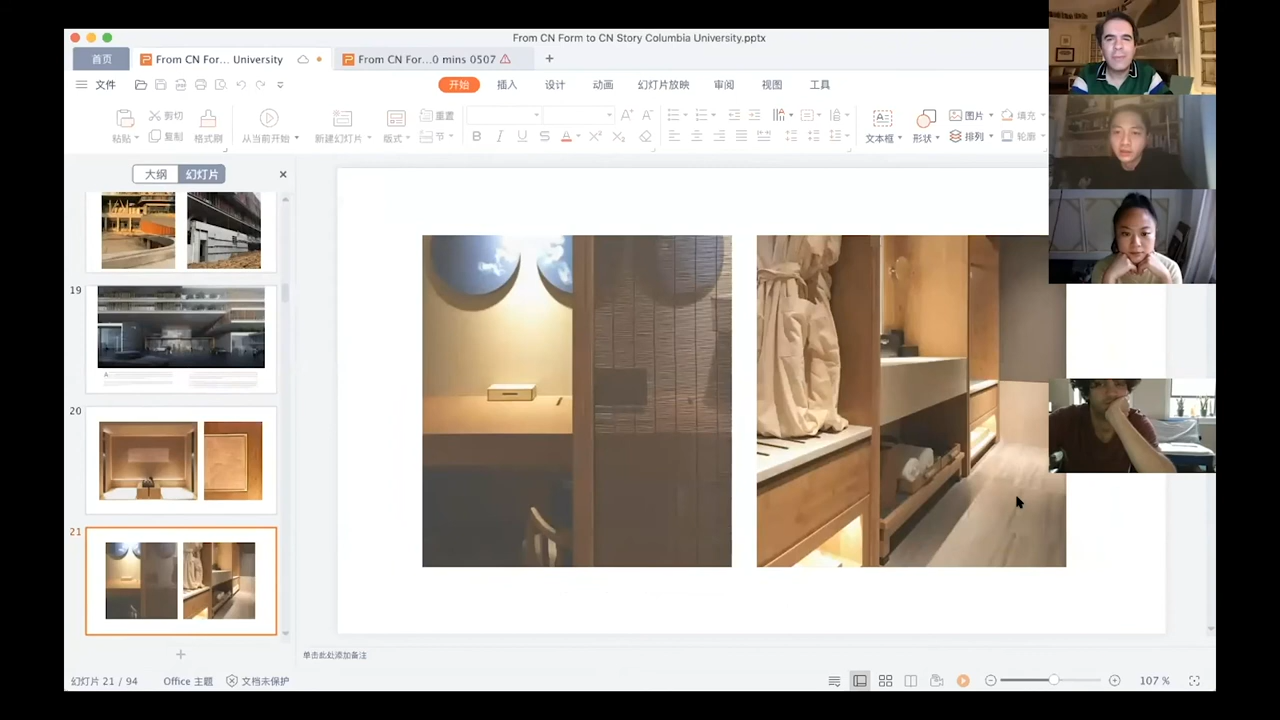 From CN Form to CN Story Columbia University.pptx
首页
From CN For... University
From CN For...0 mins 0507
文件
开始
插入
设计
动画
幻灯片放映
审阅
视图
工具
粘贴
剪切
复制
格式刷
从当前开始
新建幻灯片
版式
重置
节
B I U S A X² X₂
文本框
形状
图片
排列
填充
轮廓
大纲
幻灯片
19
20
21
单击此处添加备注
幻灯片 21 / 94
Office 主题
文档未保护
107 %